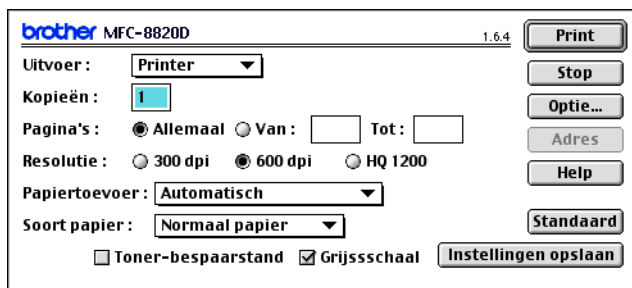 brother MFC-8820D 1.6.4 Print
Uitvoer : Printer Stop
Kopieën : 1 Optie...
Pagina's : Allemaal Van : Tot : Adres
Resolutie : 300 dpi 600 dpi HQ 1200 Help
Papiertoevoer : Automatisch
Soort papier : Normaal papier Standaard
Toner-bespaarstand Grijssschaal Instellingen opslaan